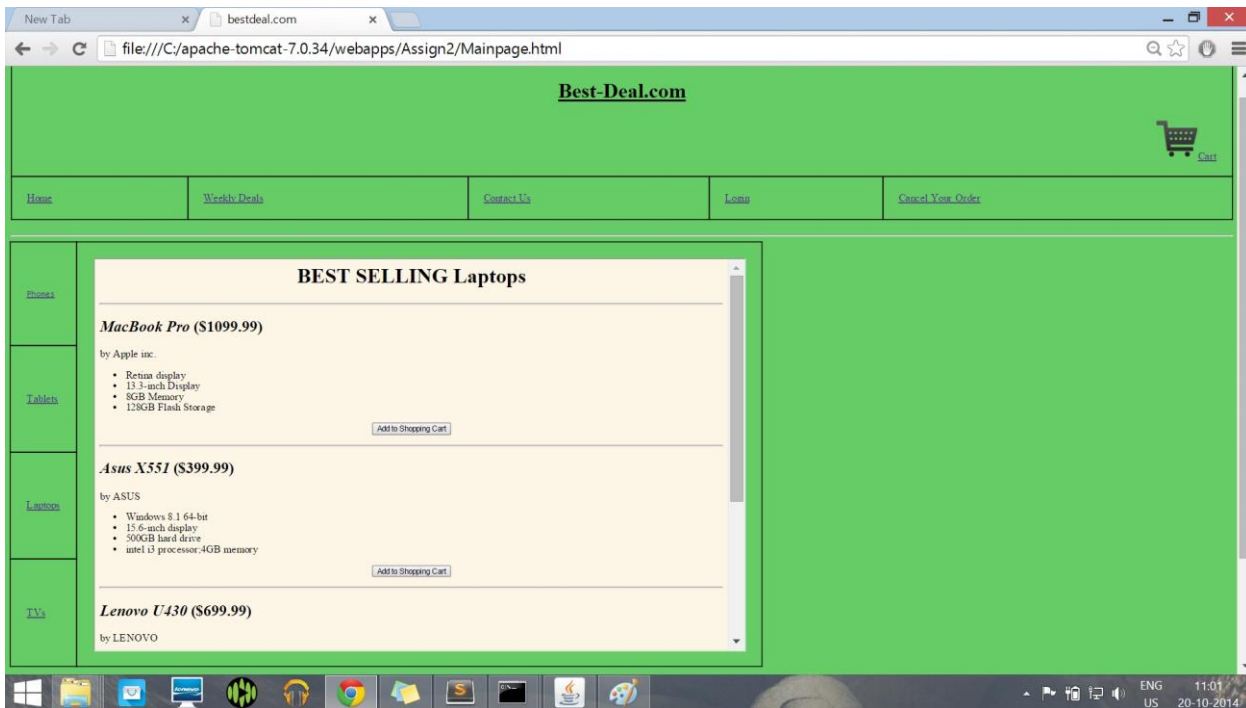 New Tab
bestdeal.com
file:///C:/apache-tomcat-7.0.34/webapps/Assign2/Mainpage.html
Best-Deal.com
Cart
Home Weekly Deals Contact Us Login Cancel Your Order
Phones
Tablets
Laptops
TVs
BEST SELLING Laptops
MacBook Pro ($1099.99)
by Apple inc.
• Retina display
• 13.3-inch Display
• 8GB Memory
• 128GB Flash Storage
Add to Shopping Cart
Asus X551 ($399.99)
by ASUS
• Windows 8.1 64-bit
• 15.6-inch display
• 500GB hard drive
• intel i3 processor;4GB memory
Add to Shopping Cart
Lenovo U430 ($699.99)
by LENOVO
ENG 11:01
US 20-10-2014